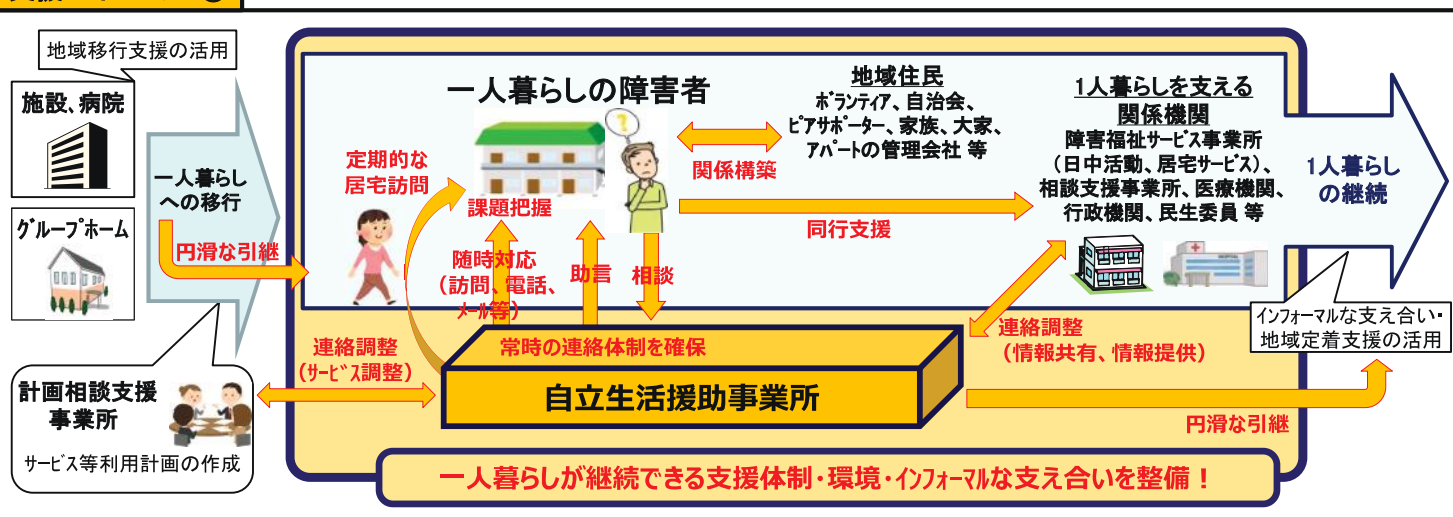 地域移行支援の活用
施設、病院
グループホーム
一人暮らし
への移行
円滑な引継
計画相談支援
事業所
サービス等利用計画の作成
連絡調整
(サービス調整)
一人暮らしの障害者
定期的な
居宅訪問
課題把握
随時対応
(訪問、電話、
メール等)
助言
相談
関係構築
同行支援
地域住民
ボランティア、自治会、
ピアサポーター、家族、大家、
アパートの管理会社 等
1人暮らしを支える
関係機関
障害福祉サービス事業所
(日中活動、居宅サービス)、
相談支援事業所、医療機関、
行政機関、民生委員 等
HOSPITAL
連絡調整
(情報共有、情報提供)
常時の連絡体制を確保
自立生活援助事業所
円滑な引継
1人暮らし
の継続
インフォーマルな支え合い・
地域定着支援の活用
一人暮らしが継続できる支援体制・環境・インフォーマルな支え合いを整備!